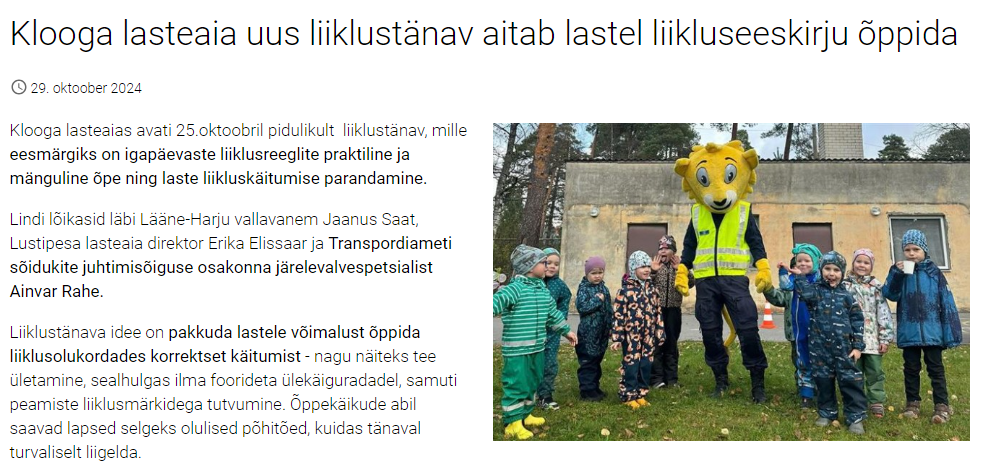 Klooga lasteaia uus liiklustänav aitab lastel liikluseeskirju õppida
29. oktoober 2024
Klooga lasteaias avati 25.oktoobril pidulikult liiklustänav, mille
eesmärgiks on igapäevaste liiklusreeglite praktiline ja
mänguline õpe ning laste liikluskäitumise parandamine.
Lindi lõikasid läbi Lääne-Harju vallavanem Jaanus Saat,
Lustipesa lasteaia direktor Erika Elissaar ja Transpordiameti
sõidukite juhtimisõiguse osakonna järelevalvespetsialist
Ainvar Rahe.
Liiklustänava idee on pakkuda lastele võimalust õppida
liiklusolukordades korrektset käitumist - nagu näiteks tee
ületamine, sealhulgas ilma foorideta ülekäiguradadel, samuti
peamiste liiklusmärkidega tutvumine. Õppekäikude abil
saavad lapsed selgeks olulised põhitõed, kuidas tänaval
turvaliselt liigelda.